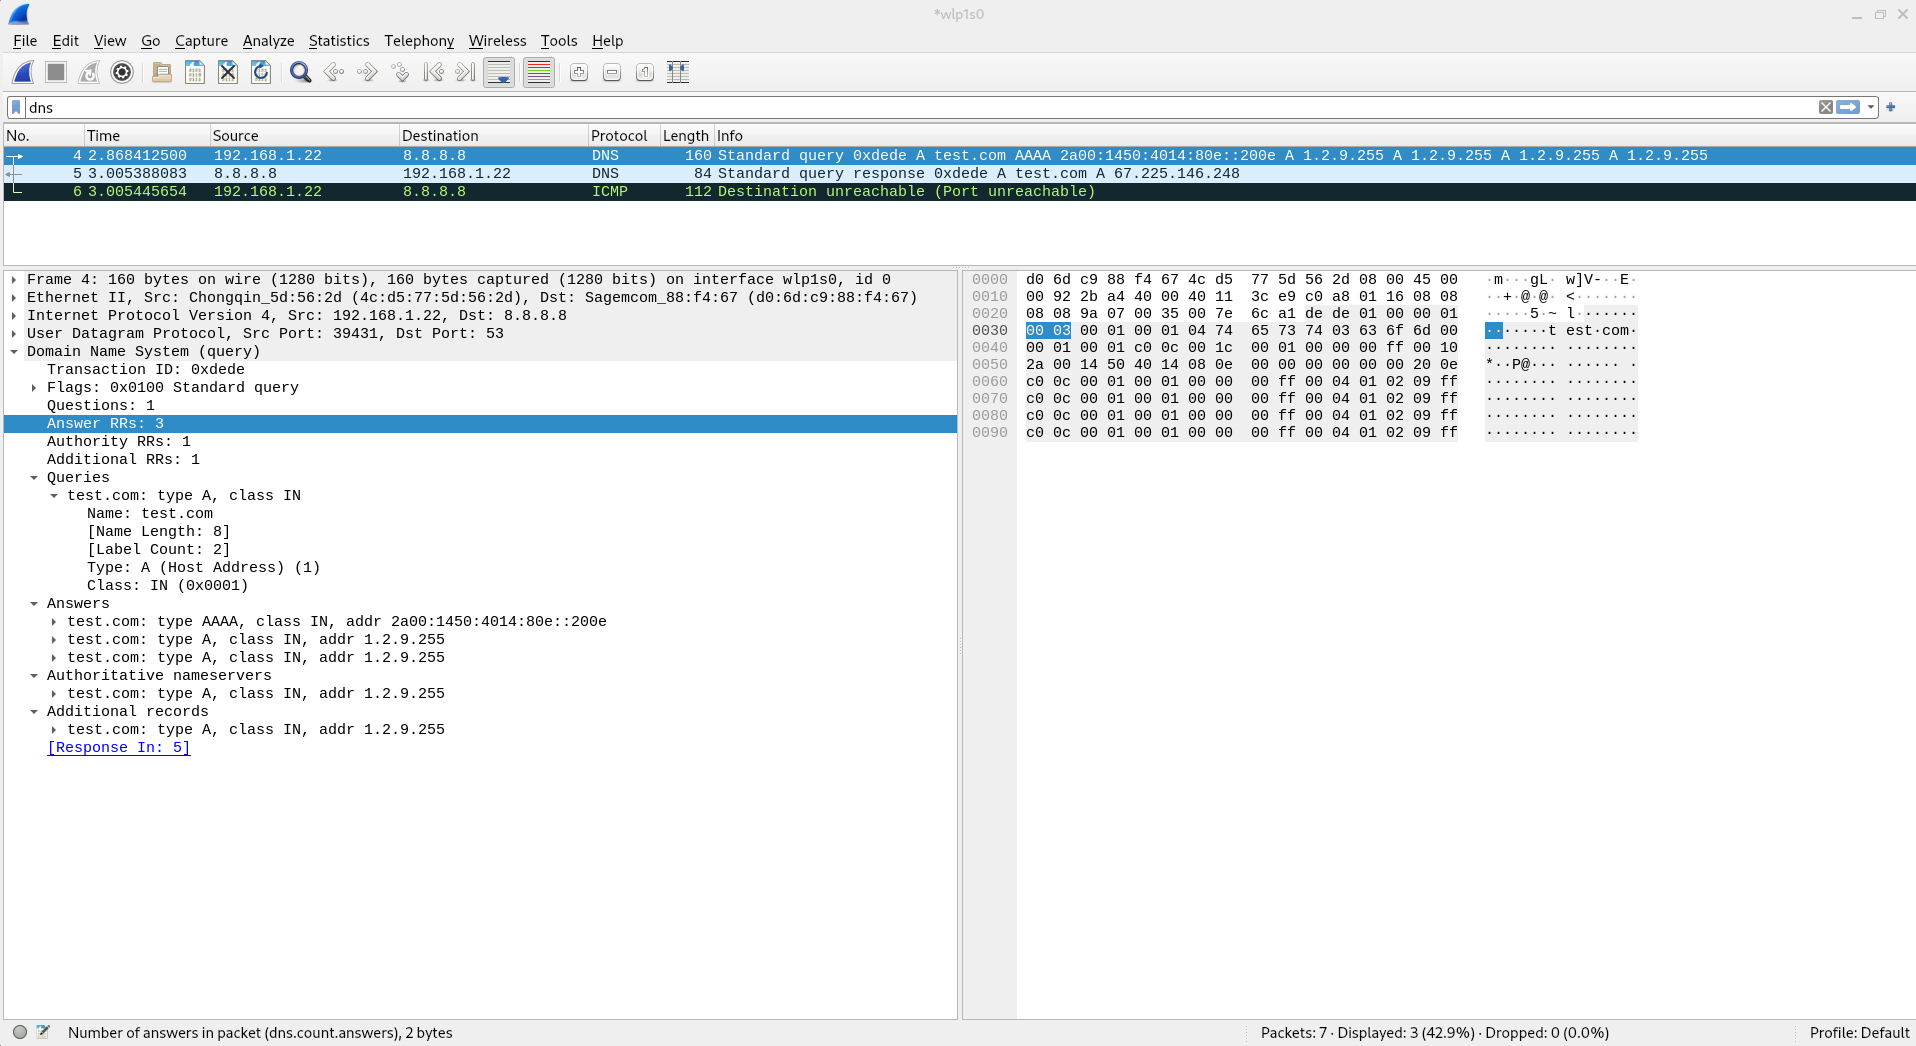 *wlp1s0
File Edit View Go Capture Analyze Statistics Telephony Wireless Tools Help
dns
No. Time Source Destination Protocol Length Info
4 2.868412500 192.168.1.22 8.8.8.8 DNS 160 Standard query 0xdede A test.com AAAA 2a00:1450:4014:80e::200e A 1.2.9.255 A 1.2.9.255 A 1.2.9.255 A 1.2.9.255
5 3.005388083 8.8.8.8 192.168.1.22 DNS 84 Standard query response 0xdede A test.com A 67.225.146.248
6 3.005445654 192.168.1.22 8.8.8.8 ICMP 112 Destination unreachable (Port unreachable)
Frame 4: 160 bytes on wire (1280 bits), 160 bytes captured (1280 bits) on interface wlp1s0, id 0
Ethernet II, Src: Chongqin_5d:56:2d (4c:d5:77:5d:56:2d), Dst: Sagemcom_88:f4:67 (d0:6d:c9:88:f4:67)
Internet Protocol Version 4, Src: 192.168.1.22, Dst: 8.8.8.8
User Datagram Protocol, Src Port: 39431, Dst Port: 53
Domain Name System (query)
Transaction ID: 0xdede
Flags: 0x0100 Standard query
Questions: 1
Answer RRs: 3
Authority RRs: 1
Additional RRs: 1
Queries
test.com: type A, class IN
Name: test.com
[Name Length: 8]
[Label Count: 2]
Type: A (Host Address) (1)
Class: IN (0x0001)
Answers
test.com: type AAAA, class IN, addr 2a00:1450:4014:80e::200e
test.com: type A, class IN, addr 1.2.9.255
test.com: type A, class IN, addr 1.2.9.255
Authoritative nameservers
test.com: type A, class IN, addr 1.2.9.255
Additional records
test.com: type A, class IN, addr 1.2.9.255
[Response In: 5]
0000 d0 6d c9 88 f4 67 4c d5 77 5d 56 2d 08 00 45 00 ·m···gL· w]V-··E·
0010 00 92 2b a4 40 00 40 11 3c e9 c0 a8 01 16 08 08 ··+·@·@· <·······
0020 08 08 9a 07 00 35 00 7e 6c a1 de de 01 00 00 01 ·····5·~ l·······
0030 00 03 00 01 00 01 04 74 65 73 74 03 63 6f 6d 00 ·······t est·com·
0040 00 01 00 01 c0 0c 00 1c 00 01 00 00 00 ff 00 10 ········ ········
0050 2a 00 14 50 40 14 08 0e 00 00 00 00 00 00 20 0e *··P@··· ······ ·
0060 c0 0c 00 01 00 01 00 00 00 ff 00 04 01 02 09 ff ········ ········
0070 c0 0c 00 01 00 01 00 00 00 ff 00 04 01 02 09 ff ········ ········
0080 c0 0c 00 01 00 01 00 00 00 ff 00 04 01 02 09 ff ········ ········
0090 c0 0c 00 01 00 01 00 00 00 ff 00 04 01 02 09 ff ········ ········
Number of answers in packet (dns.count.answers), 2 bytes
Packets: 7 · Displayed: 3 (42.9%) · Dropped: 0 (0.0%)
Profile: Default